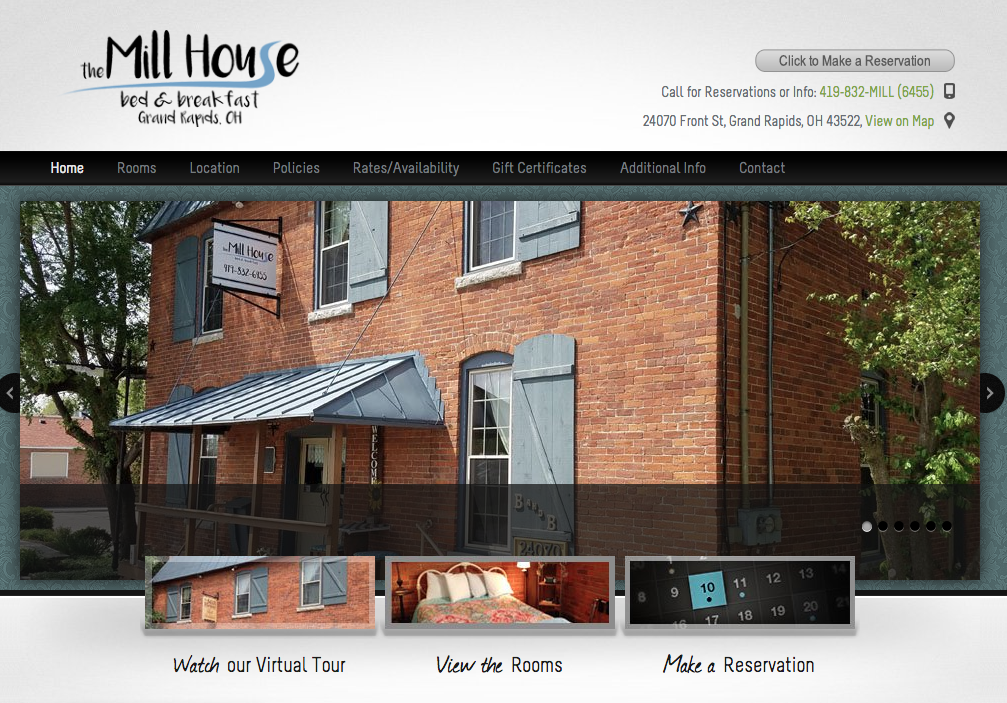 the Mill House
bed & breakfast
Grand Rapids, OH
Click to Make a Reservation
Call for Reservations or Info: 419-832-MILL (6455)
24070 Front St, Grand Rapids, OH 43522, View on Map
Home Rooms Location Policies Rates/Availability Gift Certificates Additional Info Contact
the Mill House
419-832-6455
WELCOME
B and B
24070
8 9 10 11 12 13
16 17 18 19 20
Watch our Virtual Tour
View the Rooms
Make a Reservation